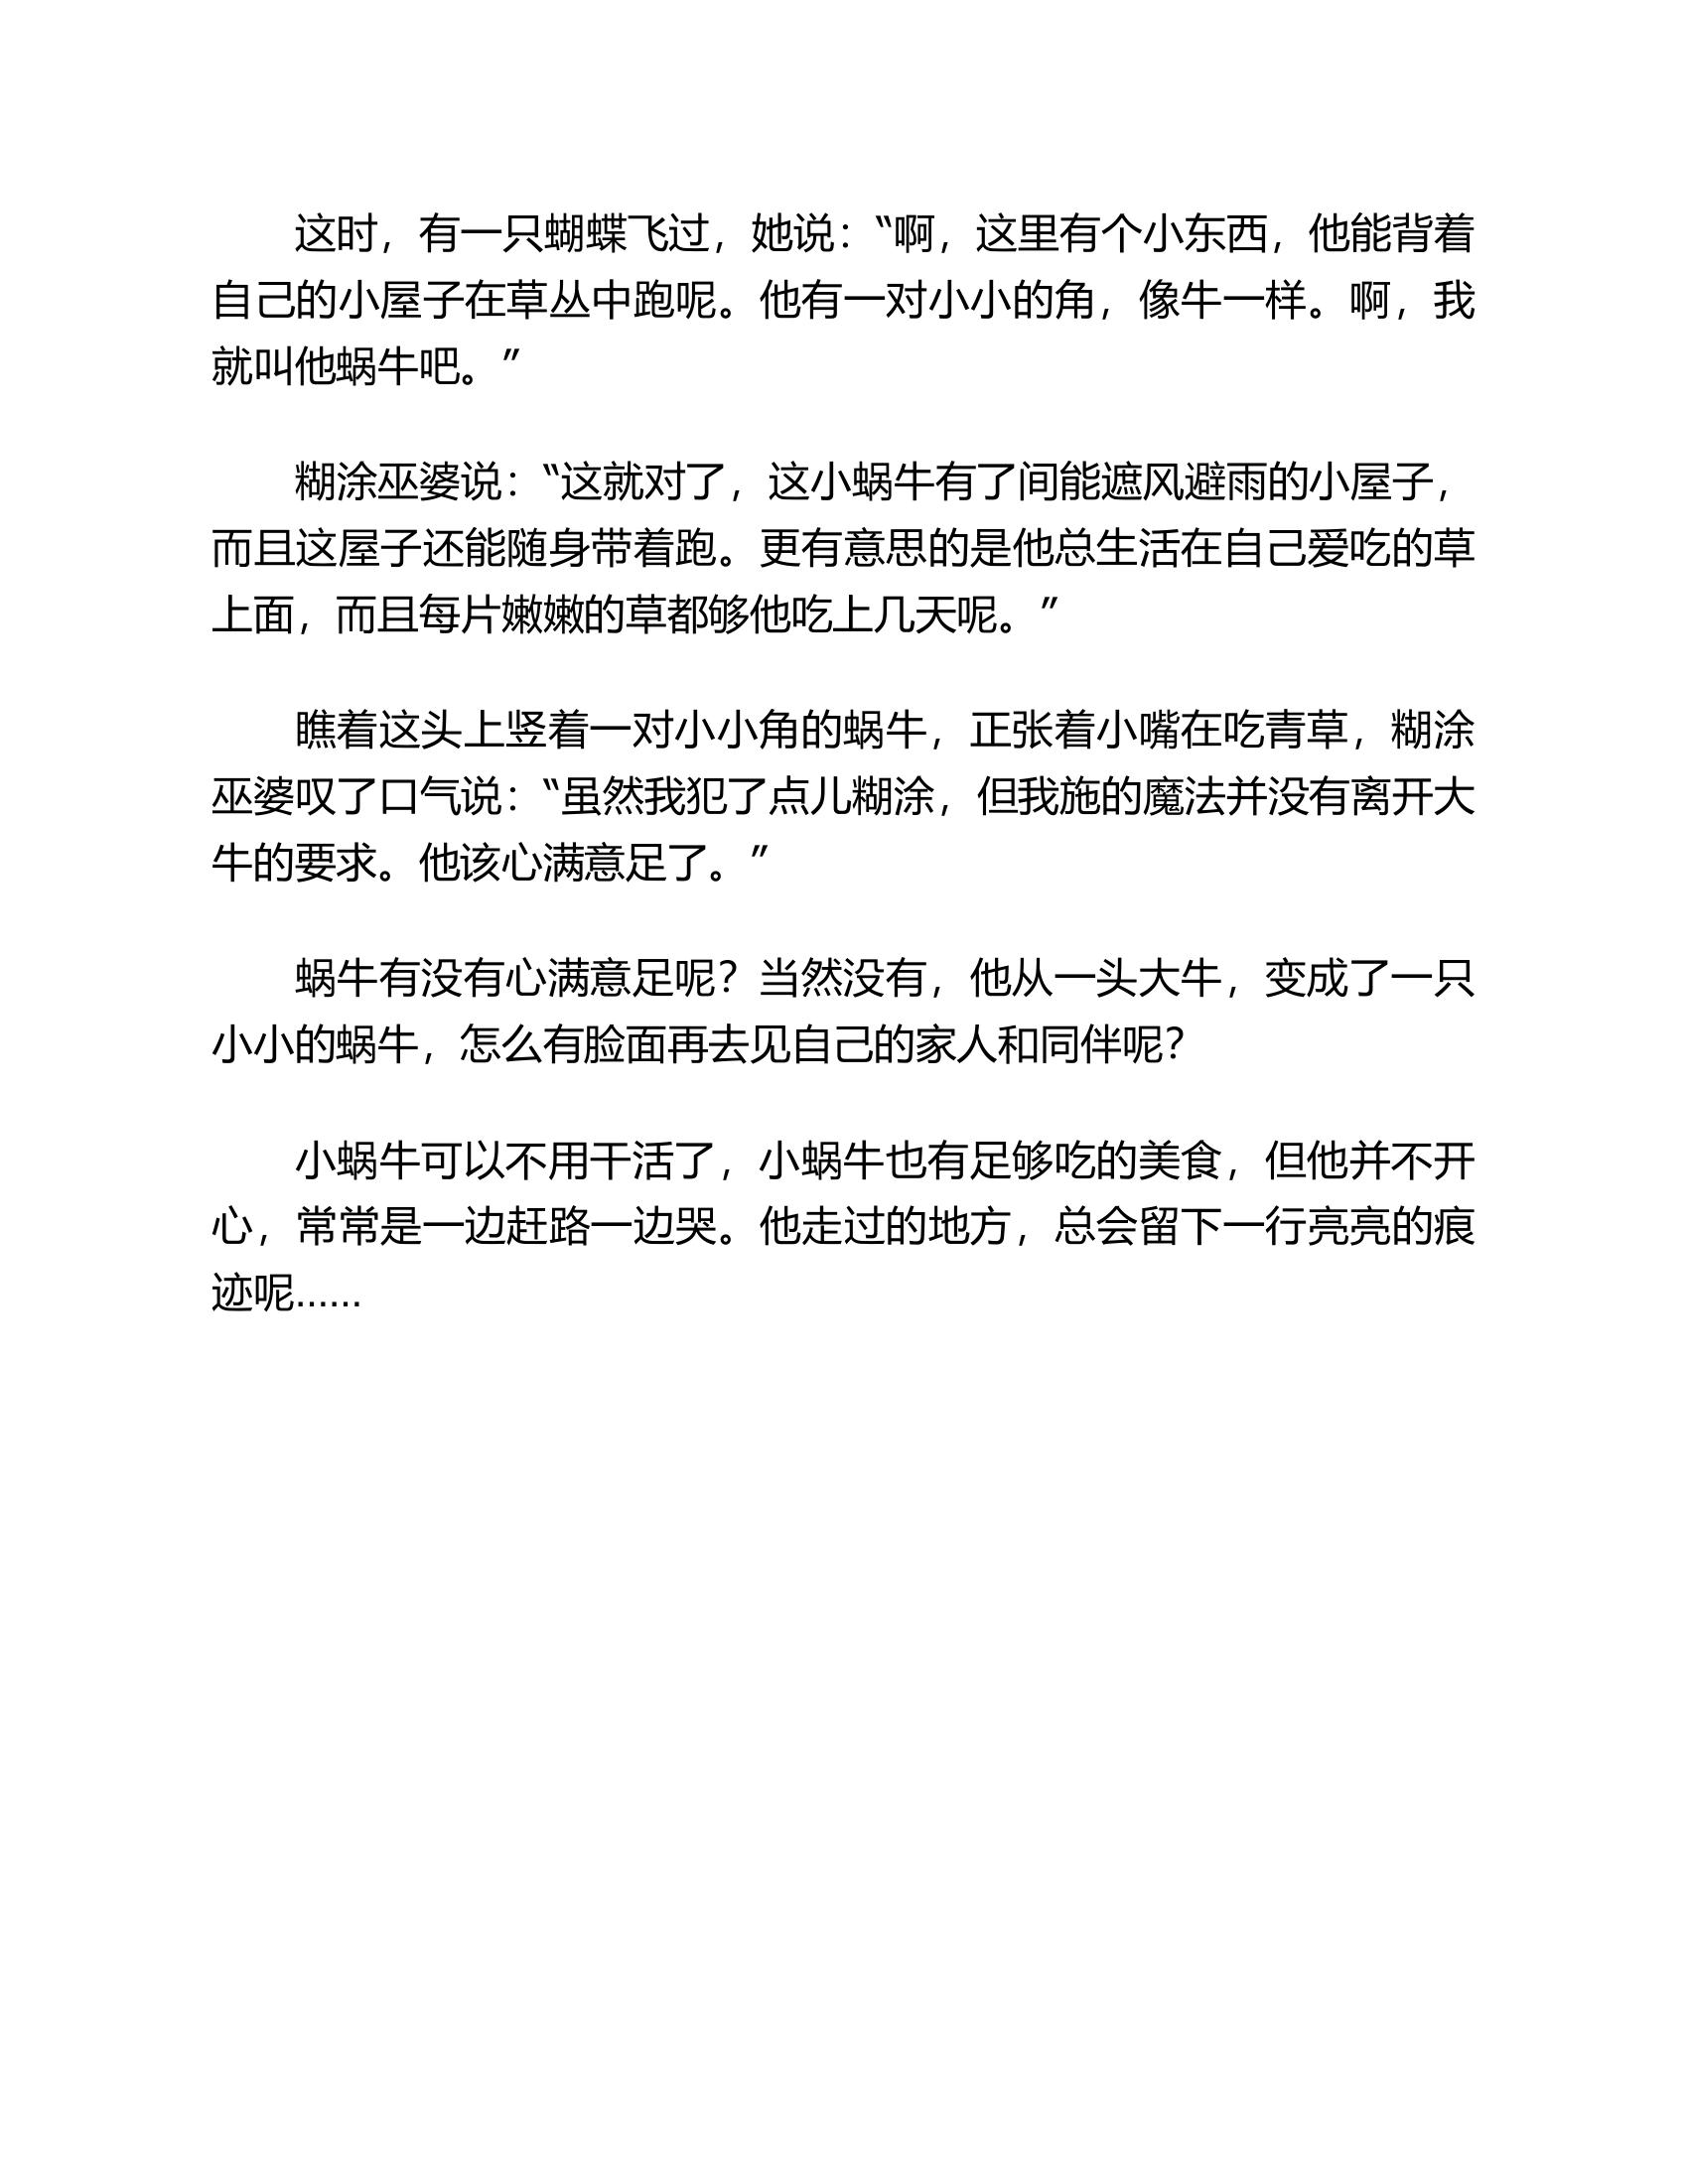 这时，有一只蝴蝶飞过，她说：“啊，这里有个小东西，他能背着
自己的小屋子在草丛中跑呢。他有一对小小的角，像牛一样。啊，我
就叫他蜗牛吧。”
糊涂巫婆说：“这就对了，这小蜗牛有了间能遮风避雨的小屋子，
而且这屋子还能随身带着跑。更有意思的是他总生活在自己爱吃的草
上面，而且每片嫩嫩的草都够他吃上几天呢。”
瞧着这头上竖着一对小小角的蜗牛，正张着小嘴在吃青草，糊涂
巫婆叹了口气说：“虽然我犯了点儿糊涂，但我施的魔法并没有离开大
牛的要求。他该心满意足了。”
蜗牛有没有心满意足呢？当然没有，他从一头大牛，变成了一只
小小的蜗牛，怎么有脸面再去见自己的家人和同伴呢？
小蜗牛可以不用干活了，小蜗牛也有足够吃的美食，但他并不开
心，常常是一边赶路一边哭。他走过的地方，总会留下一行亮亮的痕
迹呢……